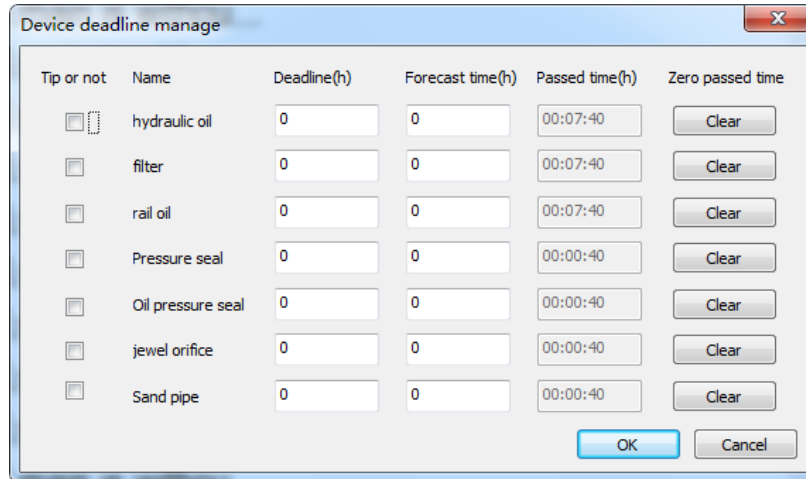 Device deadline manage
Tip or not Name Deadline(h) Forecast time(h) Passed time(h) Zero passed time
hydraulic oil 0 0 00:07:40 Clear
filter 0 0 00:07:40 Clear
rail oil 0 0 00:07:40 Clear
Pressure seal 0 0 00:00:40 Clear
Oil pressure seal 0 0 00:00:40 Clear
jewel orifice 0 0 00:00:40 Clear
Sand pipe 0 0 00:00:40 Clear
OK Cancel